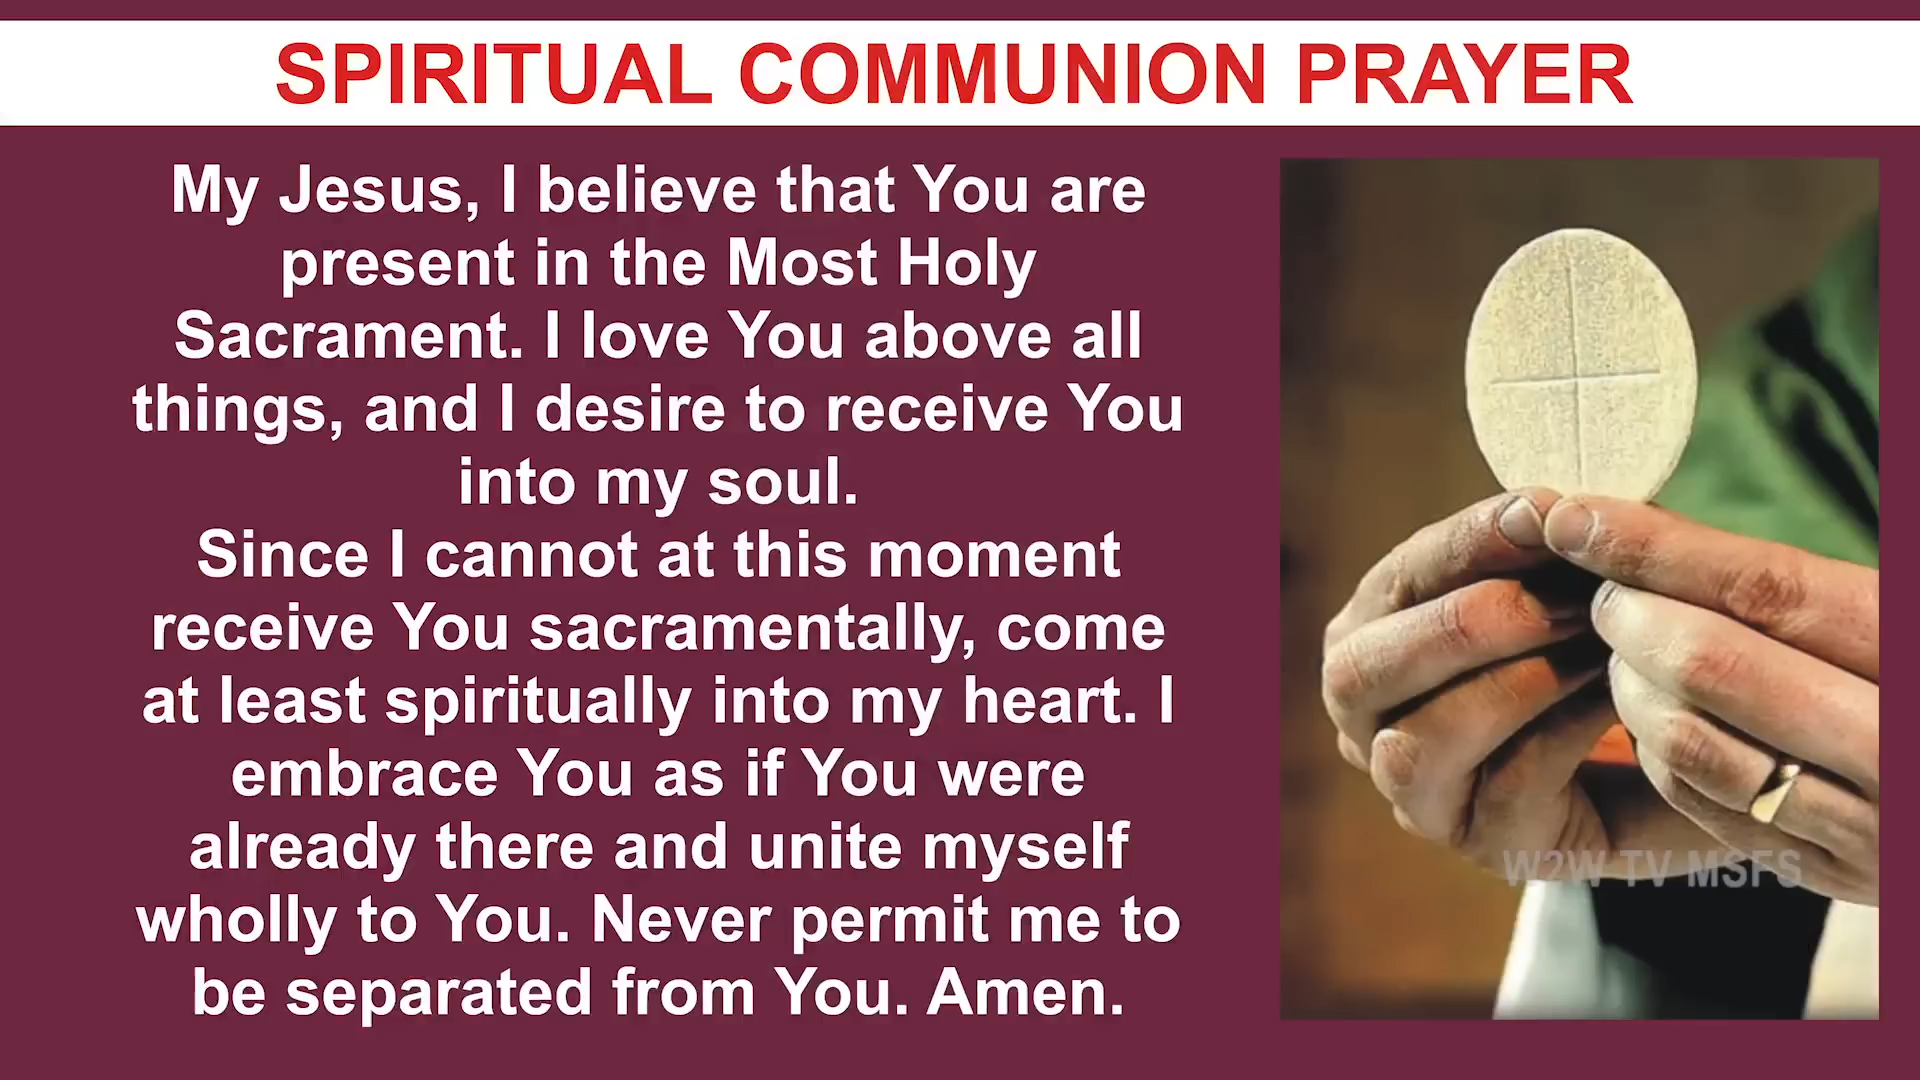 SPIRITUAL COMMUNION PRAYER
My Jesus, I believe that You are
present in the Most Holy
Sacrament. I love You above all
things, and I desire to receive You
into my soul.
Since I cannot at this moment
receive You sacramentally, come
at least spiritually into my heart. I
embrace You as if You were
already there and unite myself
wholly to You. Never permit me to
be separated from You. Amen.
W2W TV MSFS